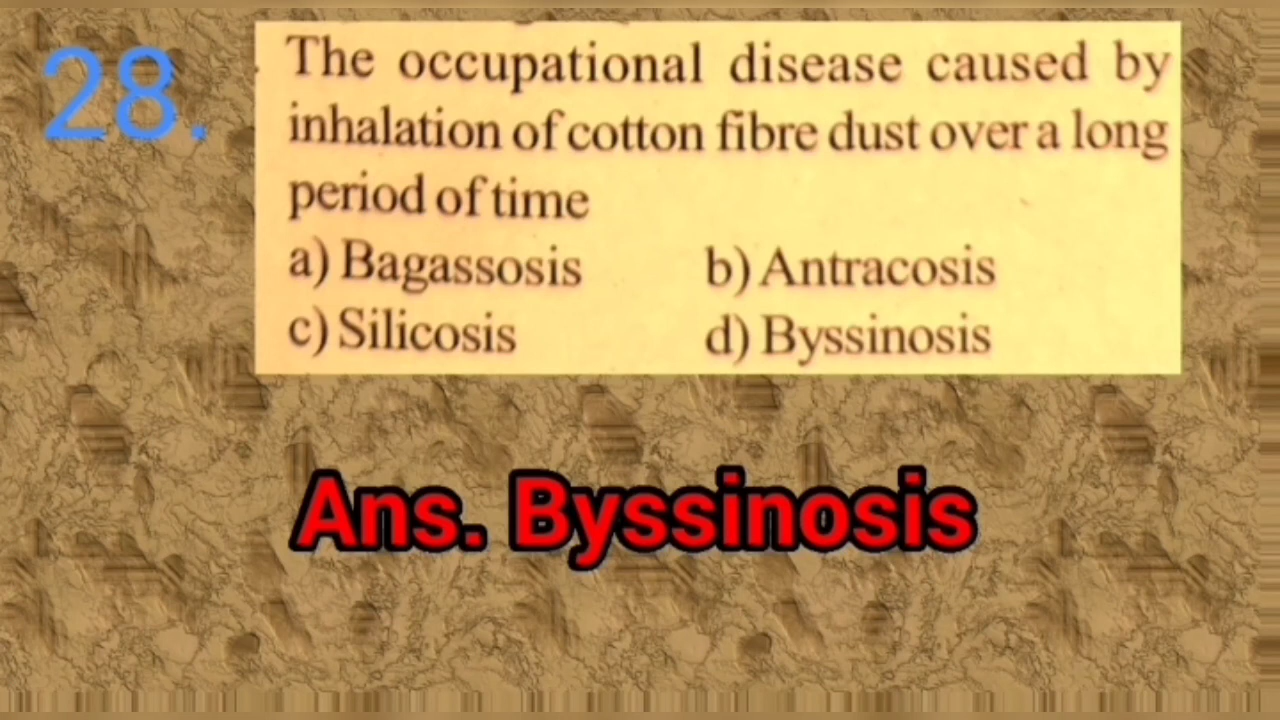 28.
The occupational disease caused by
inhalation of cotton fibre dust over a long
period of time
a) Bagassosis b) Antracosis
c) Silicosis d) Byssinosis
Ans. Byssinosis